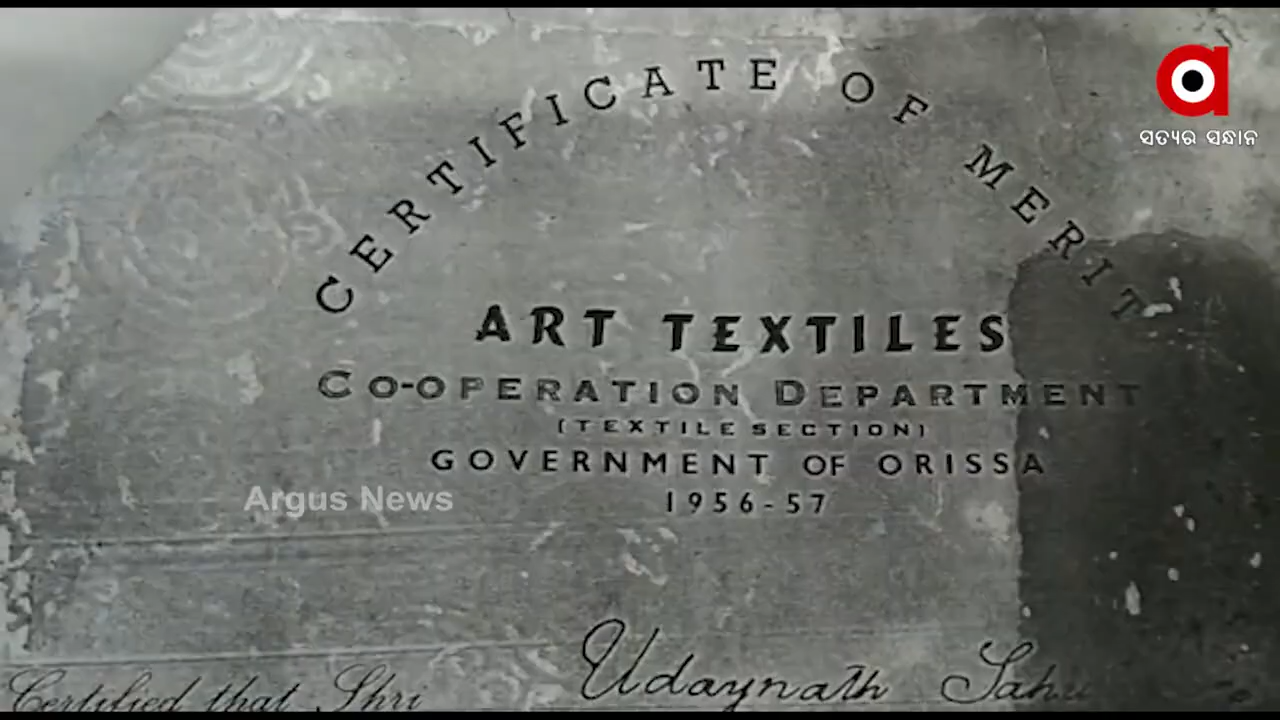 ସତ୍ୟର ସନ୍ଧାନ
CERTIFICATE OF MERIT
ART TEXTILES
CO-OPERATION DEPARTMENT
(TEXTILE SECTION)
GOVERNMENT OF ORISSA
1956-57
Argus News
Certified that Shri Udaynath Sahu